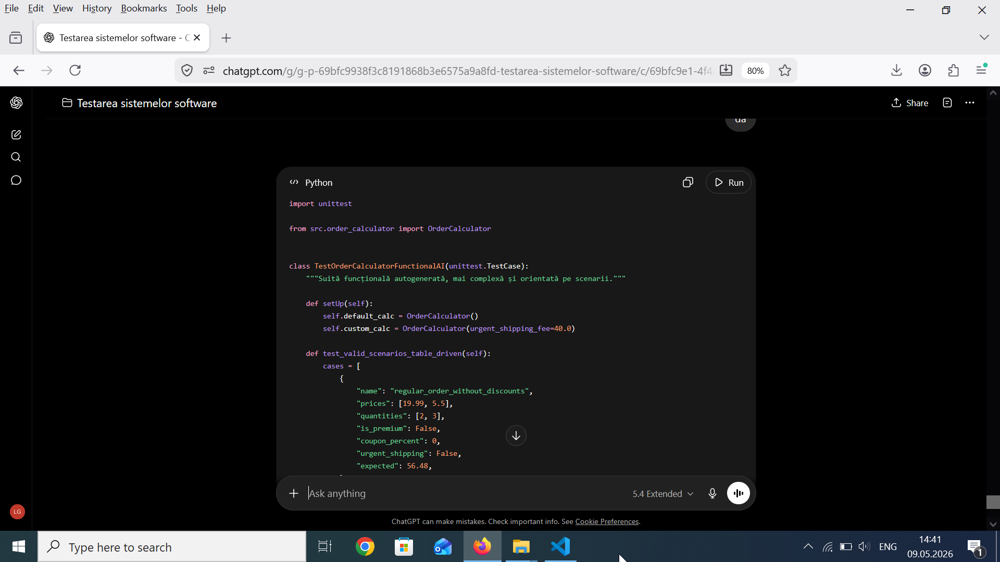 File Edit View History Bookmarks Tools Help
Testarea sistemelor software - C
chatgpt.com/g/g-p-69bfc9938f3c8191868b3e6575a9a8fd-testarea-sistemelor-software/c/69bfc9e1-4f4
80%
Testarea sistemelor software
Share
da
Python
Run
import unittest
from src.order_calculator import OrderCalculator
class TestOrderCalculatorFunctionalAI(unittest.TestCase):
"""Suită funcțională autogenerată, mai complexă și orientată pe scenarii."""
def setUp(self):
self.default_calc = OrderCalculator()
self.custom_calc = OrderCalculator(urgent_shipping_fee=40.0)
def test_valid_scenarios_table_driven(self):
cases = [
{
"name": "regular_order_without_discounts",
"prices": [19.99, 5.5],
"quantities": [2, 3],
"is_premium": False,
"coupon_percent": 0,
"urgent_shipping": False,
"expected": 56.48,
Ask anything
5.4 Extended
LG
ChatGPT can make mistakes. Check important info. See Cookie Preferences.
Type here to search
ENG
14:41
09.05.2026
1